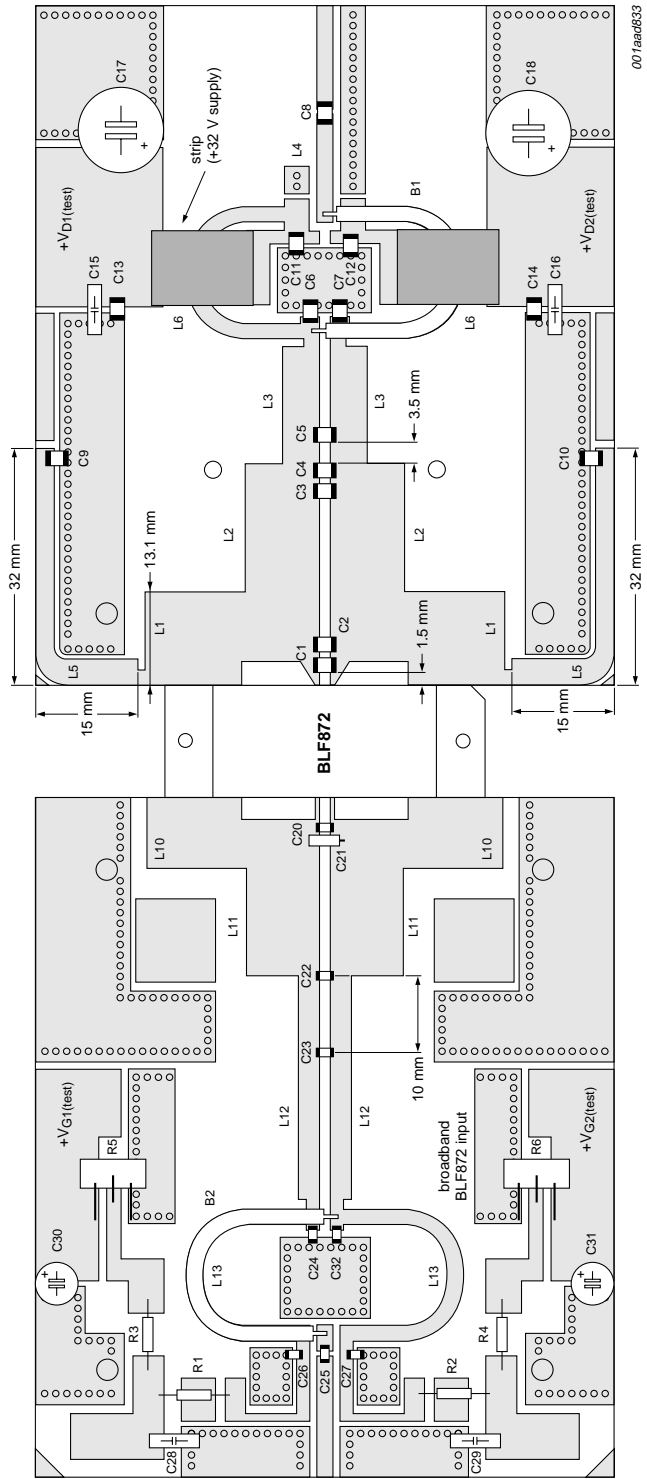 001aad833
C17
C18
C8
strip
(+32 V supply)
L4
B1
+VD1(test)
+VD2(test)
C15
C13
C11
C6
C7
C12
C14
C16
L6
L6
L3
L3
3.5 mm
C5
C4
C3
C9
C10
32 mm
13.1 mm
L2
L2
32 mm
L1
L1
C1
C2
1.5 mm
L5
L5
15 mm
15 mm
BLF872
C20
C21
L10
L10
L11
L11
C22
C23
10 mm
L12
L12
+VG1(test)
+VG2(test)
R5
R6
broadband
BLF872 input
B2
C30
C31
C24
C32
L13
L13
R3
R4
C26
C25
C27
R1
R2
C28
C29